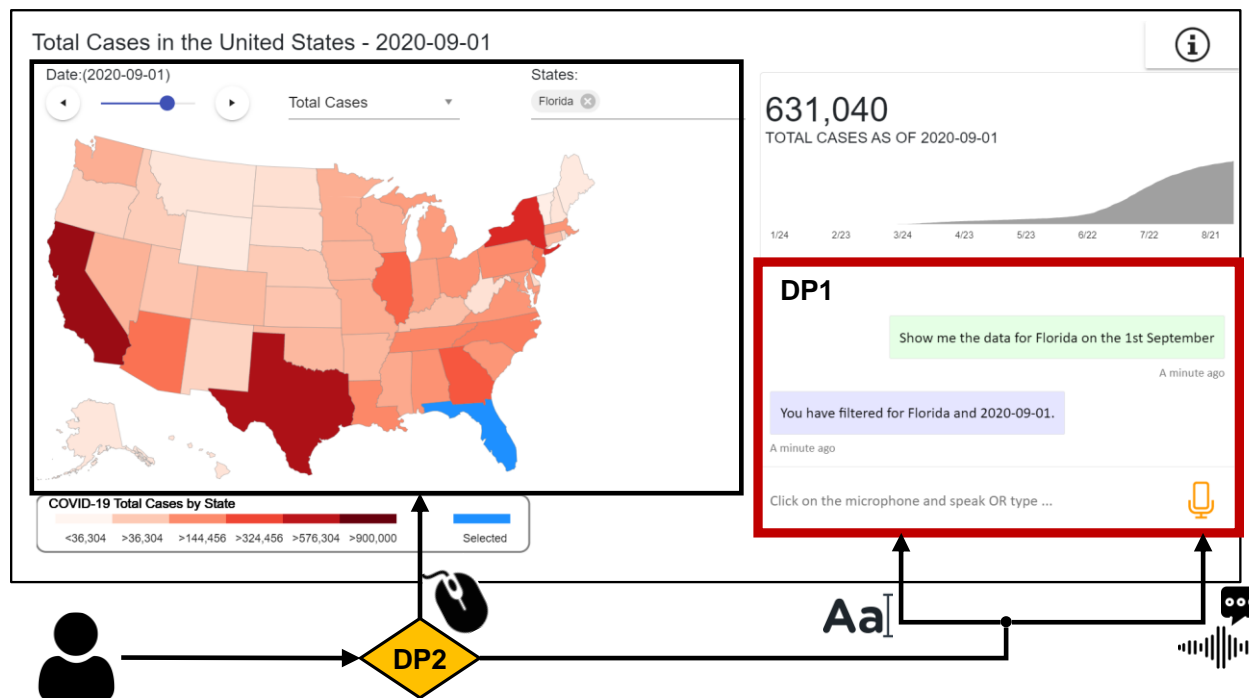 Total Cases in the United States - 2020-09-01
Date:(2020-09-01)
States:
Total Cases
Florida
631,040
TOTAL CASES AS OF 2020-09-01
1/24 2/23 3/24 4/23 5/23 6/22 7/22 8/21
DP1
Show me the data for Florida on the 1st September
A minute ago
You have filtered for Florida and 2020-09-01.
A minute ago
Click on the microphone and speak OR type ...
COVID-19 Total Cases by State
<36,304 >36,304 >144,456 >324,456 >576,304 >900,000 Selected
Aa
DP2